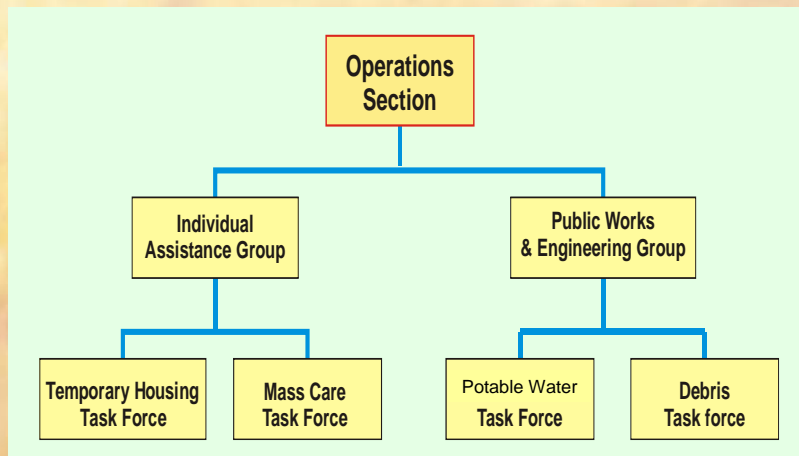 Operations
Section
Individual
Assistance Group
Public Works
& Engineering Group
Temporary Housing
Task Force
Mass Care
Task Force
Potable Water
Task Force
Debris
Task force